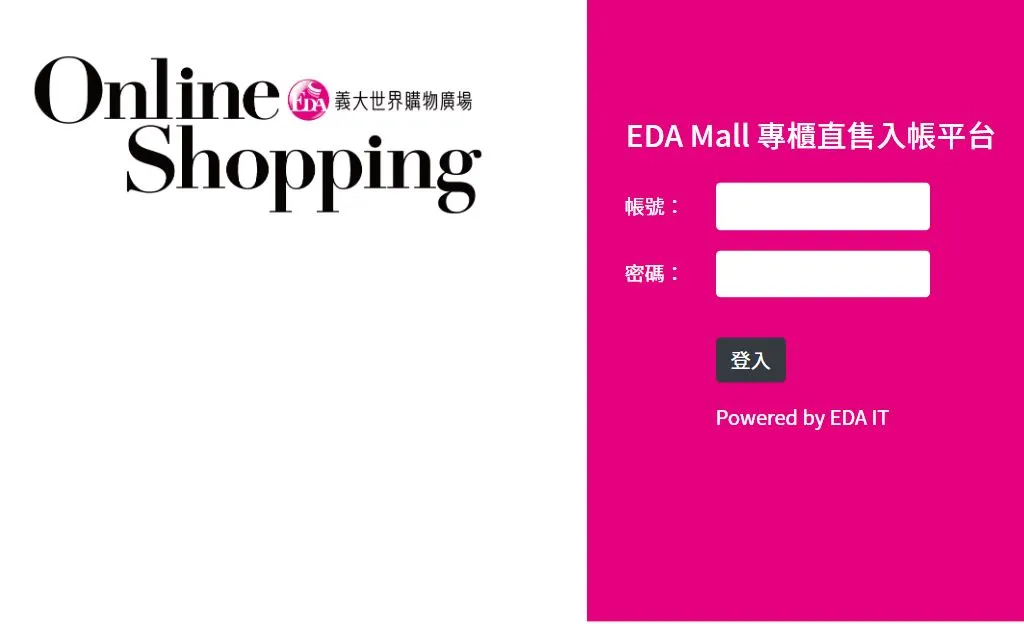 Online
EDA 義大世界購物廣場
Shopping
EDA Mall 專櫃直售入帳平台
帳號：
密碼：
登入
Powered by EDA IT